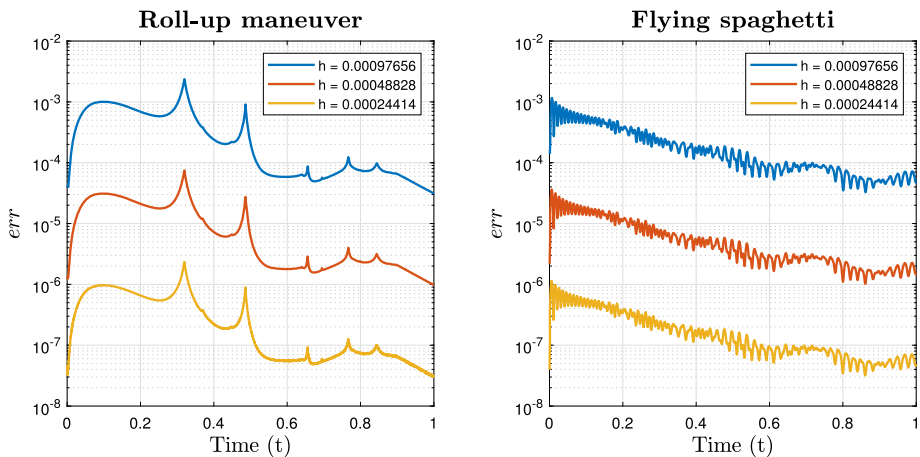 Roll-up maneuver
10^-2
10^-3
10^-4
10^-5
10^-6
10^-7
10^-8
err
h = 0.00097656
h = 0.00048828
h = 0.00024414
0 0.2 0.4 0.6 0.8 1
Time (t)
Flying spaghetti
10^-2
10^-3
10^-4
10^-5
10^-6
10^-7
10^-8
err
h = 0.00097656
h = 0.00048828
h = 0.00024414
0 0.2 0.4 0.6 0.8 1
Time (t)